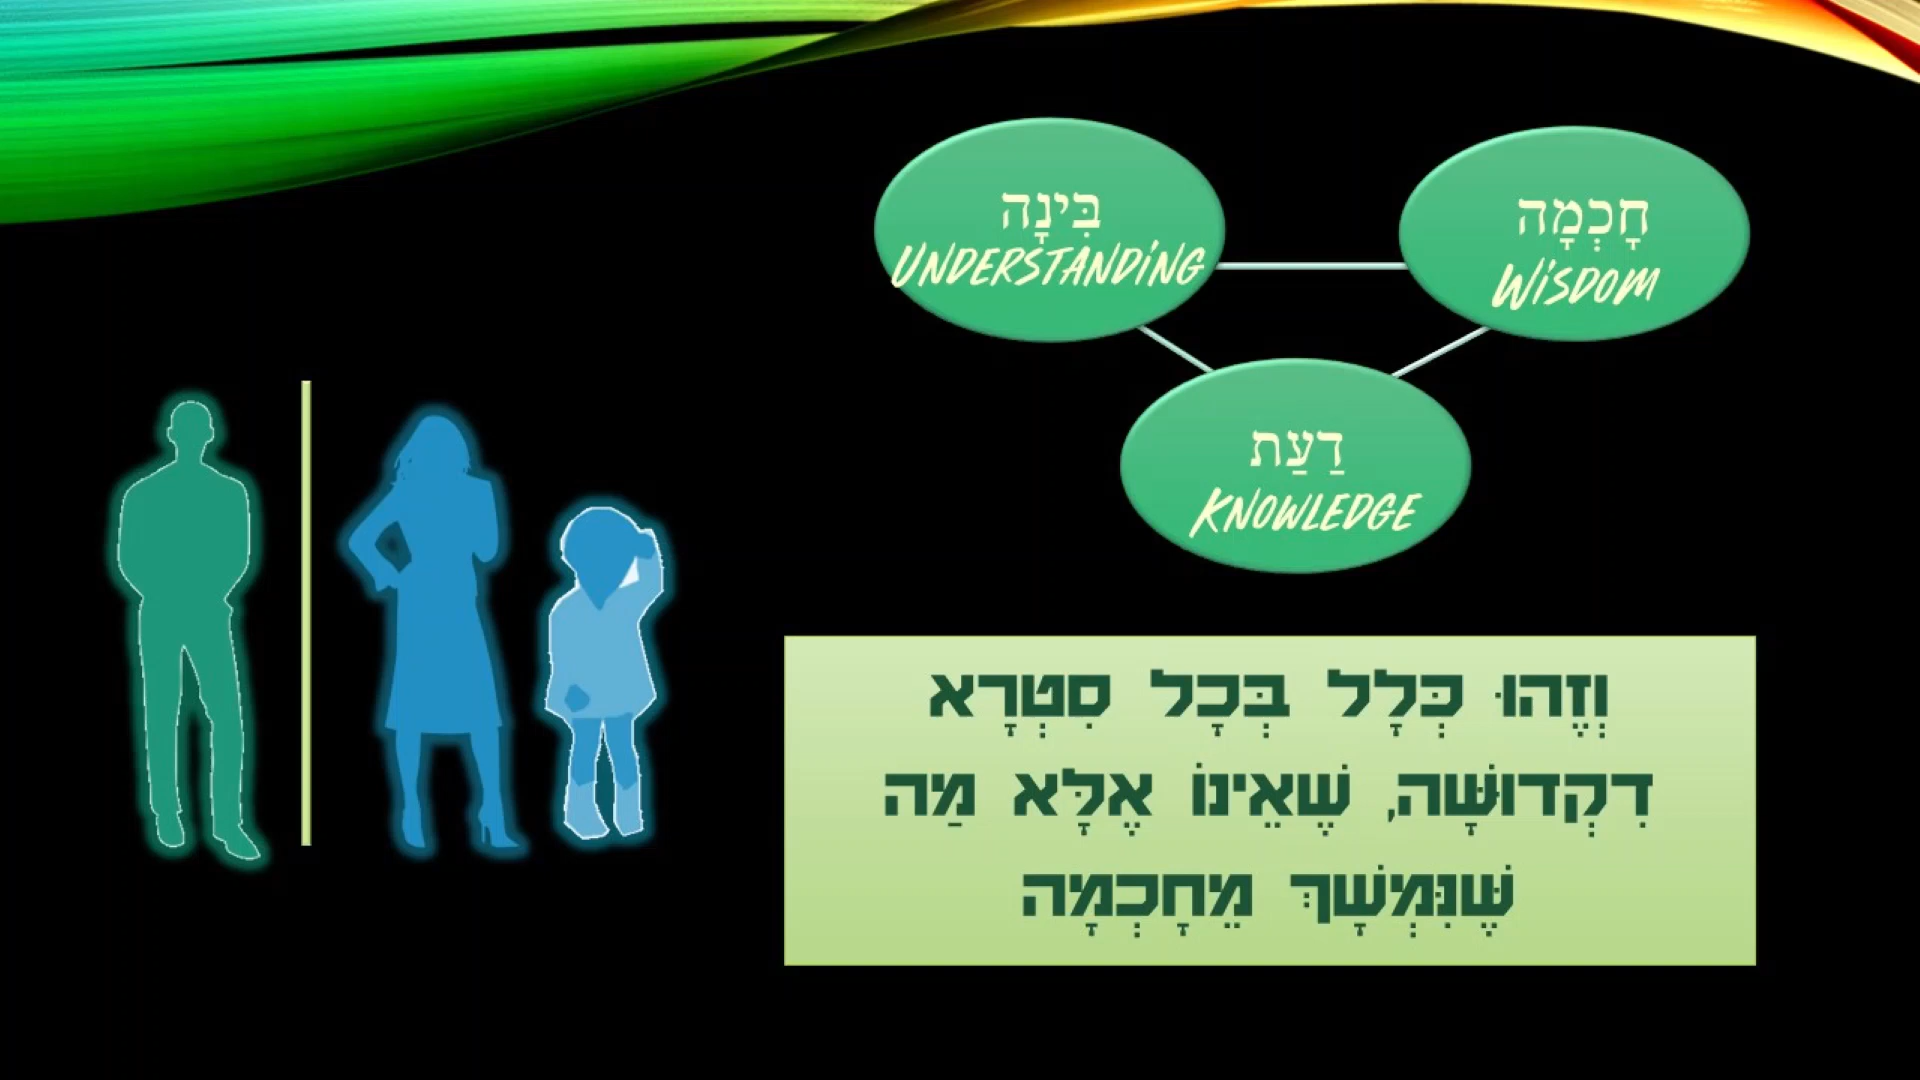 בִּינָה
UNDERSTANDING
חָכְמָה
WISDOM
דַעַת
KNOWLEDGE
וְזֶהוּ כְּלָל בְּכָל סִטְרָא
דִקְדוּשָׁה, שֶׁאֵינוֹ אֶלָּא מַה
שֶּׁנִּמְשָׁךְ מֵחָכְמָה